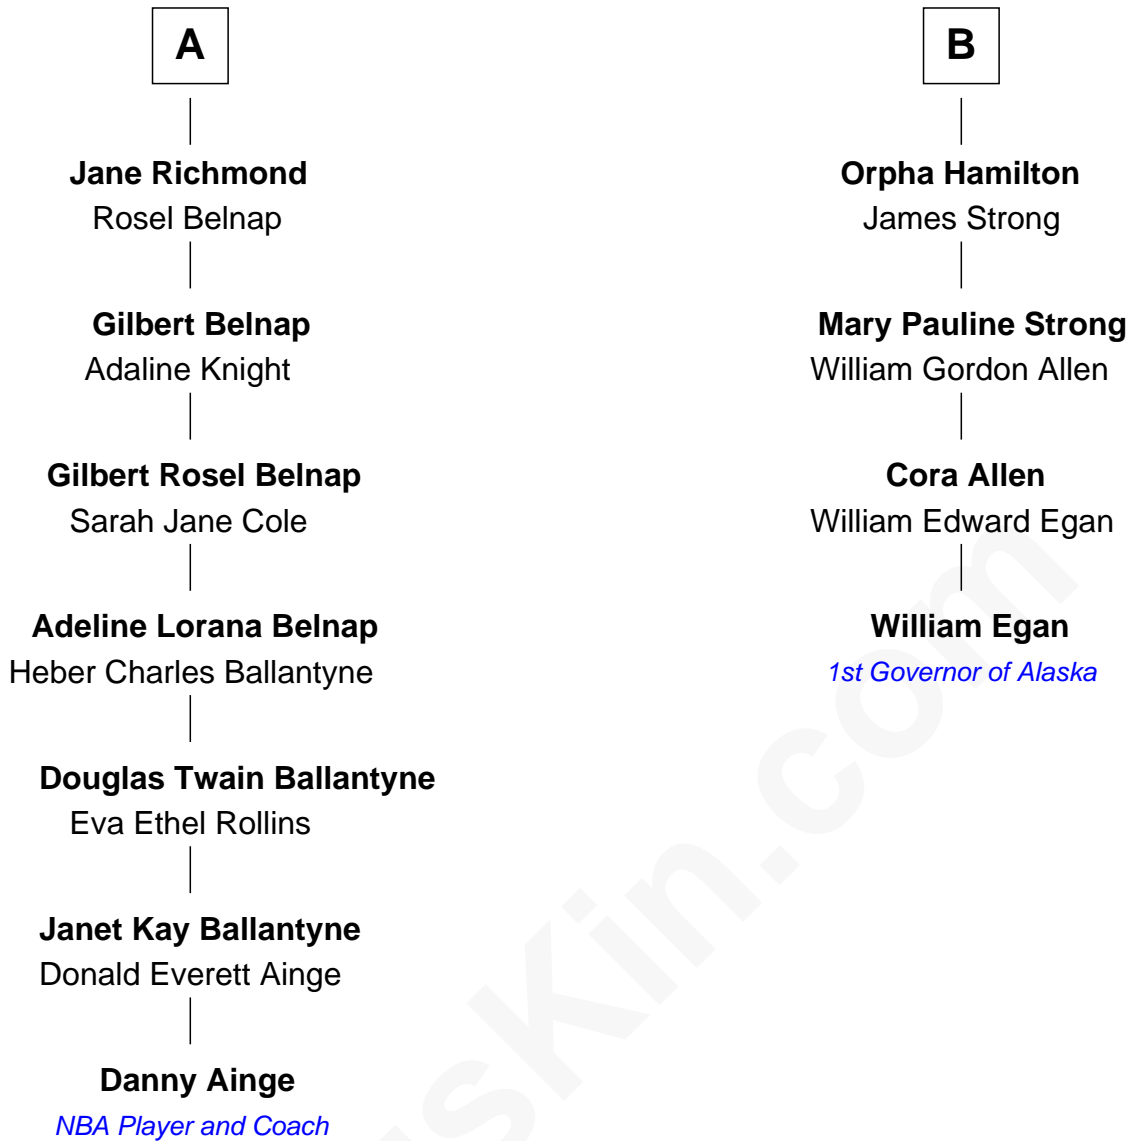 A
Jane Richmond
Rosel Belnap
Gilbert Belnap
Adaline Knight
Gilbert Rosel Belnap
Sarah Jane Cole
Adeline Lorana Belnap
Heber Charles Ballantyne
Douglas Twain Ballantyne
Eva Ethel Rollins
Janet Kay Ballantyne
Donald Everett Ainge
Danny Ainge
NBA Player and Coach
B
Orpha Hamilton
James Strong
Mary Pauline Strong
William Gordon Allen
Cora Allen
William Edward Egan
William Egan
1st Governor of Alaska
usKin.com